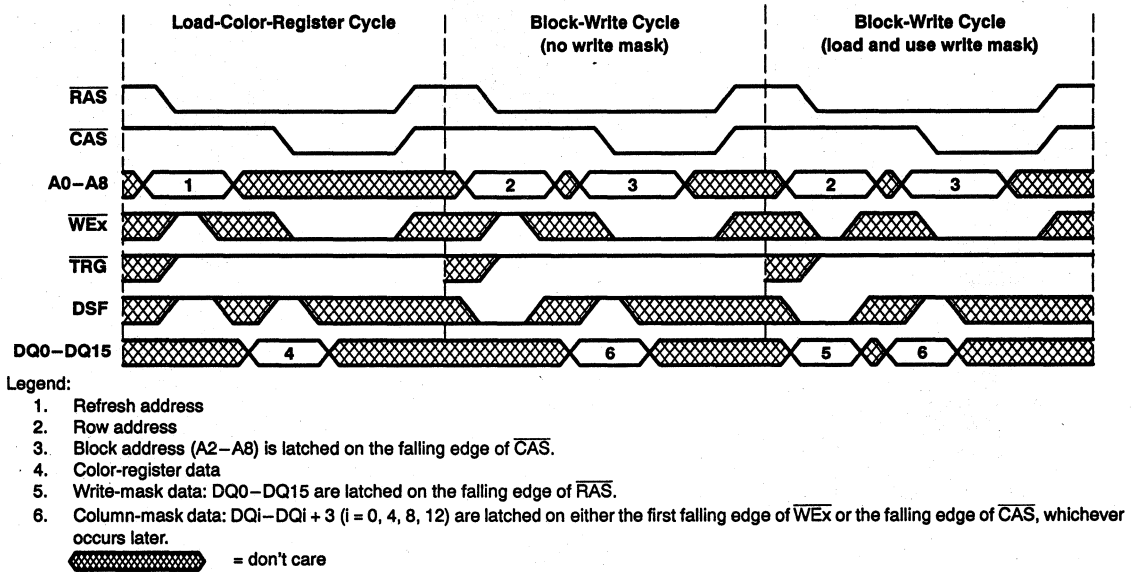 Load-Color-Register Cycle
Block-Write Cycle
(no write mask)
Block-Write Cycle
(load and use write mask)
RAS
CAS
A0–A8
1
2
3
2
3
WEx
TRG
DSF
DQ0–DQ15
4
6
5
6
Legend:
1. Refresh address
2. Row address
3. Block address (A2–A8) is latched on the falling edge of CAS.
4. Color-register data
5. Write-mask data: DQ0–DQ15 are latched on the falling edge of RAS.
6. Column-mask data: DQi–DQi + 3 (i = 0, 4, 8, 12) are latched on either the first falling edge of WEx or the falling edge of CAS, whichever
occurs later.
= don't care